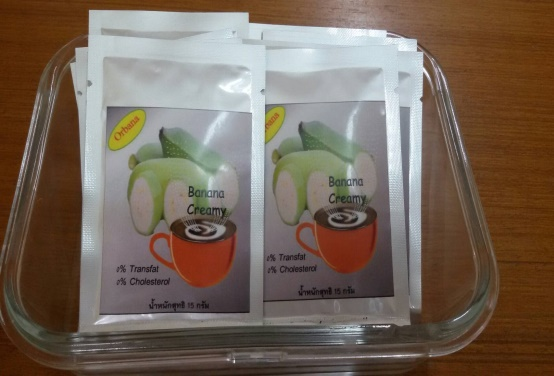 Orbana
Banana
Creamy
0% Transfat
0% Cholesterol
น้ำหนักสุทธิ 15 กรัม
Banana
Creamy
0% Transfat
0% Cholesterol
น้ำหนักสุทธิ 15 กรัม